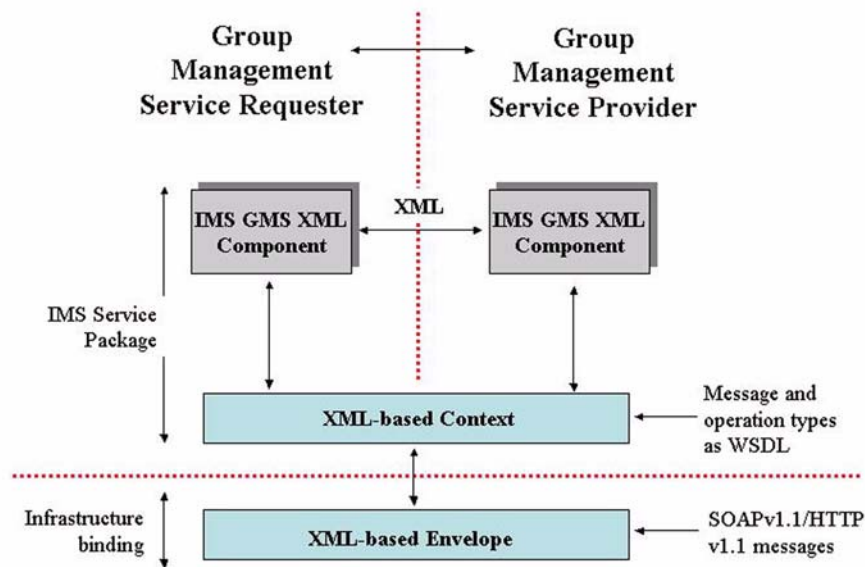 Group
Management
Service Requester
Group
Management
Service Provider
IMS GMS XML
Component
XML
IMS GMS XML
Component
IMS Service
Package
XML-based Context
Message and
operation types
as WSDL
Infrastructure
binding
XML-based Envelope
SOAPv1.1/HTTP
v1.1 messages